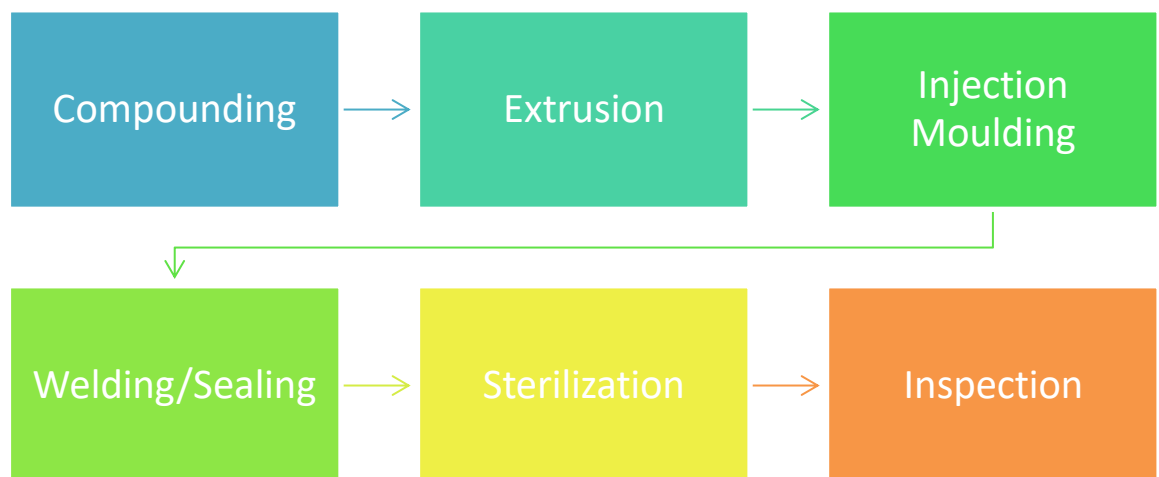 Compounding
Extrusion
Injection
Moulding
Welding/Sealing
Sterilization
Inspection